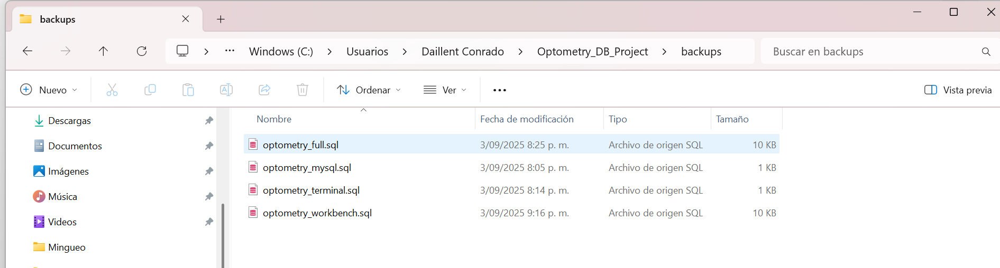 backups
Windows (C:) Usuarios Daillent Conrado Optometry_DB_Project backups
Buscar en backups
Nuevo Ordenar Ver Vista previa
Descargas
Documentos
Imágenes
Música
Videos
Mingueo
Nombre Fecha de modificación Tipo Tamaño
optometry_full.sql 3/09/2025 8:25 p. m. Archivo de origen SQL 10 KB
optometry_mysql.sql 3/09/2025 8:05 p. m. Archivo de origen SQL 1 KB
optometry_terminal.sql 3/09/2025 8:14 p. m. Archivo de origen SQL 1 KB
optometry_workbench.sql 3/09/2025 9:16 p. m. Archivo de origen SQL 10 KB